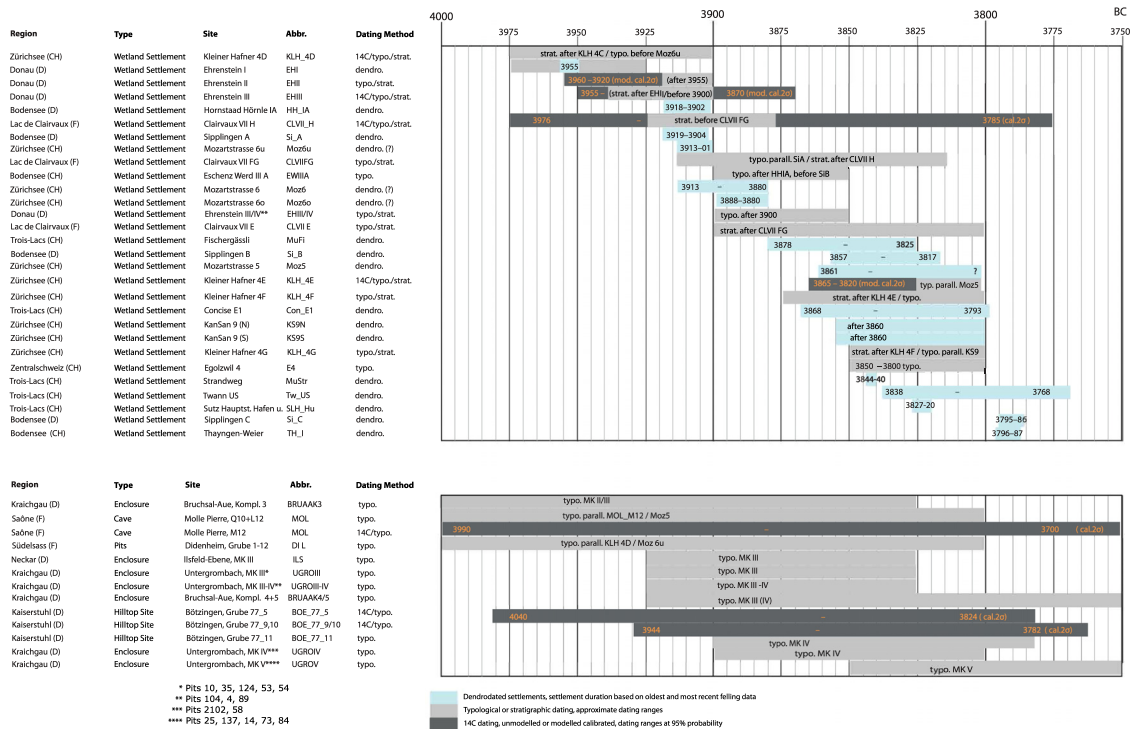 4000 3900 3800 BC
3975 3950 3925 3875 3850 3825 3775 3750
Region Type Site Abbr. Dating Method
Zürichsee (CH) Wetland Settlement Kleiner Hafner 4D KLH_4D 14C/typo./strat. strat. after KLH 4C / typo. before Moz6u
Donau (D) Wetland Settlement Ehrenstein I EHI dendro. 3955
Donau (D) Wetland Settlement Ehrenstein II EHII typo./strat. 3960 –3920 (mod. cal.2σ) (after 3955)
Donau (D) Wetland Settlement Ehrenstein III EHIII 14C/typo./strat. 3955 – (strat. after EHII/before 3900) 3870 (mod. cal.2σ)
Bodensee (D) Wetland Settlement Hornstaad Hörnle IA HH_IA dendro. 3918–3902
Lac de Clairvaux (F) Wetland Settlement Clairvaux VII H CLVII_H 14C/typo./strat. 3976 – strat. before CLVII FG 3785 (cal.2σ )
Bodensee (D) Wetland Settlement Sipplingen A Si_A dendro. 3919–3904
Zürichsee (CH) Wetland Settlement Mozartstrasse 6u Moz6u dendro. (?) 3913–01
Lac de Clairvaux (F) Wetland Settlement Clairvaux VII FG CLVIIFG typo./strat. typo.parall. SiA / strat. after CLVII H
Bodensee (CH) Wetland Settlement Eschenz Werd III A EWIIIA typo. typo. after HHIA, before SiB
Zürichsee (CH) Wetland Settlement Mozartstrasse 6 Moz6 dendro. (?) 3913 – 3880
Zürichsee (CH) Wetland Settlement Mozartstrasse 6o Moz6o dendro. (?) 3888–3880
Donau (D) Wetland Settlement Ehrenstein III/IV** EHIII/IV typo./strat. typo. after 3900
Lac de Clairvaux (F) Wetland Settlement Clairvaux VII E CLVII E typo./strat. strat. after CLVII FG
Trois-Lacs (CH) Wetland Settlement Fischergässli MuFi dendro. 3878 – 3825
Bodensee (D) Wetland Settlement Sipplingen B Si_B dendro. 3857 – 3817
Zürichsee (CH) Wetland Settlement Mozartstrasse 5 Moz5 dendro. 3861 – ?
Zürichsee (CH) Wetland Settlement Kleiner Hafner 4E KLH_4E 14C/typo./strat. 3865 – 3820 (mod. cal.2σ) typ. parall. Moz5
Zürichsee (CH) Wetland Settlement Kleiner Hafner 4F KLH_4F typo./strat. strat. after KLH 4E / typo.
Trois-Lacs (CH) Wetland Settlement Concise E1 Con_E1 dendro. 3868 – 3793
Zürichsee (CH) Wetland Settlement KanSan 9 (N) KS9N dendro. after 3860
Zürichsee (CH) Wetland Settlement KanSan 9 (S) KS9S dendro. after 3860
Zürichsee (CH) Wetland Settlement Kleiner Hafner 4G KLH_4G typo./strat. strat. after KLH 4F / typo. parall. KS9
Zentralschweiz (CH) Wetland Settlement Egolzwil 4 E4 typo. 3850 –3800 typo.
Trois-Lacs (CH) Wetland Settlement Strandweg MuStr dendro. 3844-40
Trois-Lacs (CH) Wetland Settlement Twann US Tw_US dendro. 3838 – 3768
Trois-Lacs (CH) Wetland Settlement Sutz Hauptst. Hafen u. SLH_Hu dendro. 3827-20
Bodensee (D) Wetland Settlement Sipplingen C Si_C dendro. 3795–86
Bodensee (CH) Wetland Settlement Thayngen-Weier TH_I dendro. 3796–87
Region Type Site Abbr. Dating Method
Kraichgau (D) Enclosure Bruchsal-Aue, Kompl. 3 BRUAAK3 typo. typo. MK II/III
Saône (F) Cave Molle Pierre, Q10+L12 MOL typo. typo. parall. MOL_M12 / Moz5
Saône (F) Cave Molle Pierre, M12 MOL 14C/typo. 3990 – 3700 ( cal.2σ)
Südelsass (F) Pits Didenheim, Grube 1-12 DI L typo. typo. parall. KLH 4D / Moz 6u
Neckar (D) Enclosure Ilsfeld-Ebene, MK III ILS typo. typo. MK III
Kraichgau (D) Enclosure Untergrombach, MK III* UGROIII typo. typo. MK III
Kraichgau (D) Enclosure Untergrombach, MK III-IV** UGROIII-IV typo. typo. MK III -IV
Kraichgau (D) Enclosure Bruchsal-Aue, Kompl. 4+5 BRUAAK4/5 typo. typo. MK III (IV)
Kaiserstuhl (D) Hilltop Site Bötzingen, Grube 77_5 BOE_77_5 14C/typo. 4040 – 3824 ( cal.2σ)
Kaiserstuhl (D) Hilltop Site Bötzingen, Grube 77_9,10 BOE_77_9/10 14C/typo. 3944 – 3782 ( cal.2σ)
Kaiserstuhl (D) Hilltop Site Bötzingen, Grube 77_11 BOE_77_11 typo. typo. MK IV
Kraichgau (D) Enclosure Untergrombach, MK IV*** UGROIV typo. typo. MK IV
Kraichgau (D) Enclosure Untergrombach, MK V**** UGROV typo. typo. MK V
* Pits 10, 35, 124, 53, 54
** Pits 104, 4, 89
*** Pits 2102, 58
**** Pits 25, 137, 14, 73, 84
Dendrodated settlements, settlement duration based on oldest and most recent felling data
Typological or stratigraphic dating, approximate dating ranges
14C dating, unmodelled or modelled calibrated, dating ranges at 95% probability